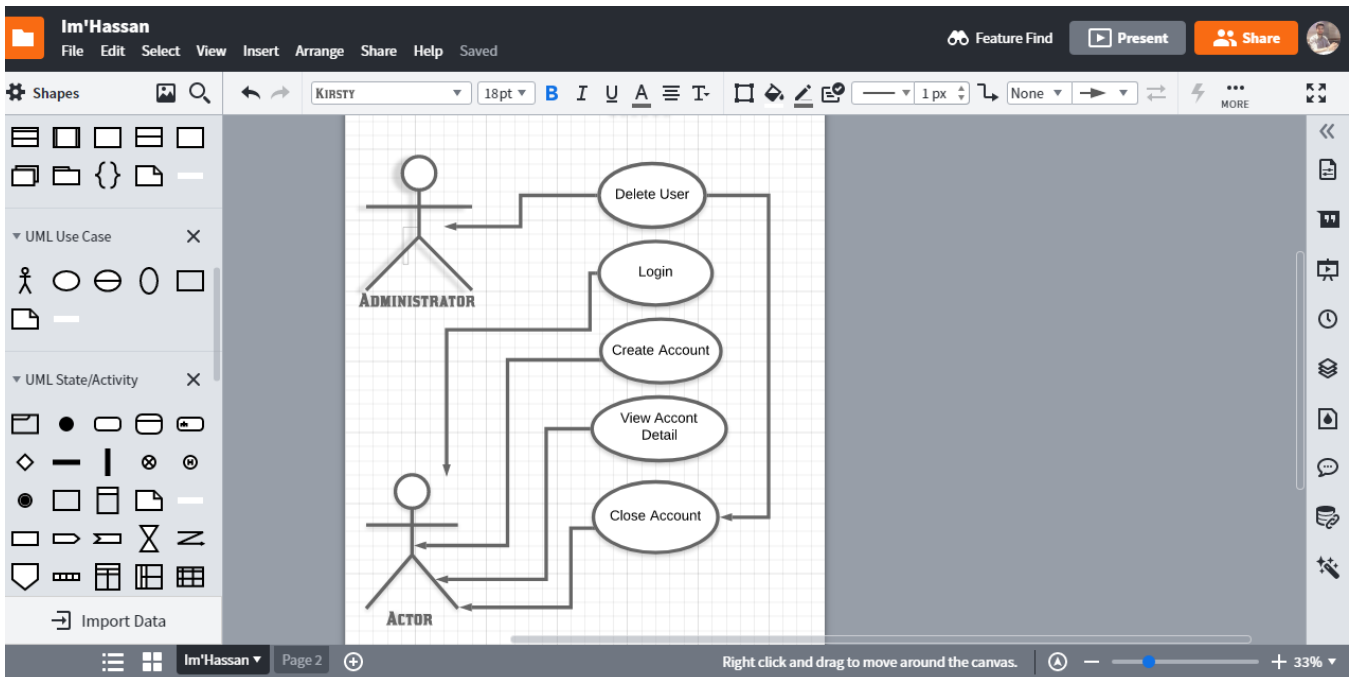 Im'Hassan
File Edit Select View Insert Arrange Share Help Saved
Feature Find
Present
Share
Shapes
KIRSTY
18pt
B I U A T
1 px
None
MORE
UML Use Case
UML State/Activity
Import Data
Delete User
Login
ADMINISTRATOR
Create Account
View Accont
Detail
Close Account
ACTOR
Im'Hassan
Page 2
Right click and drag to move around the canvas.
33%